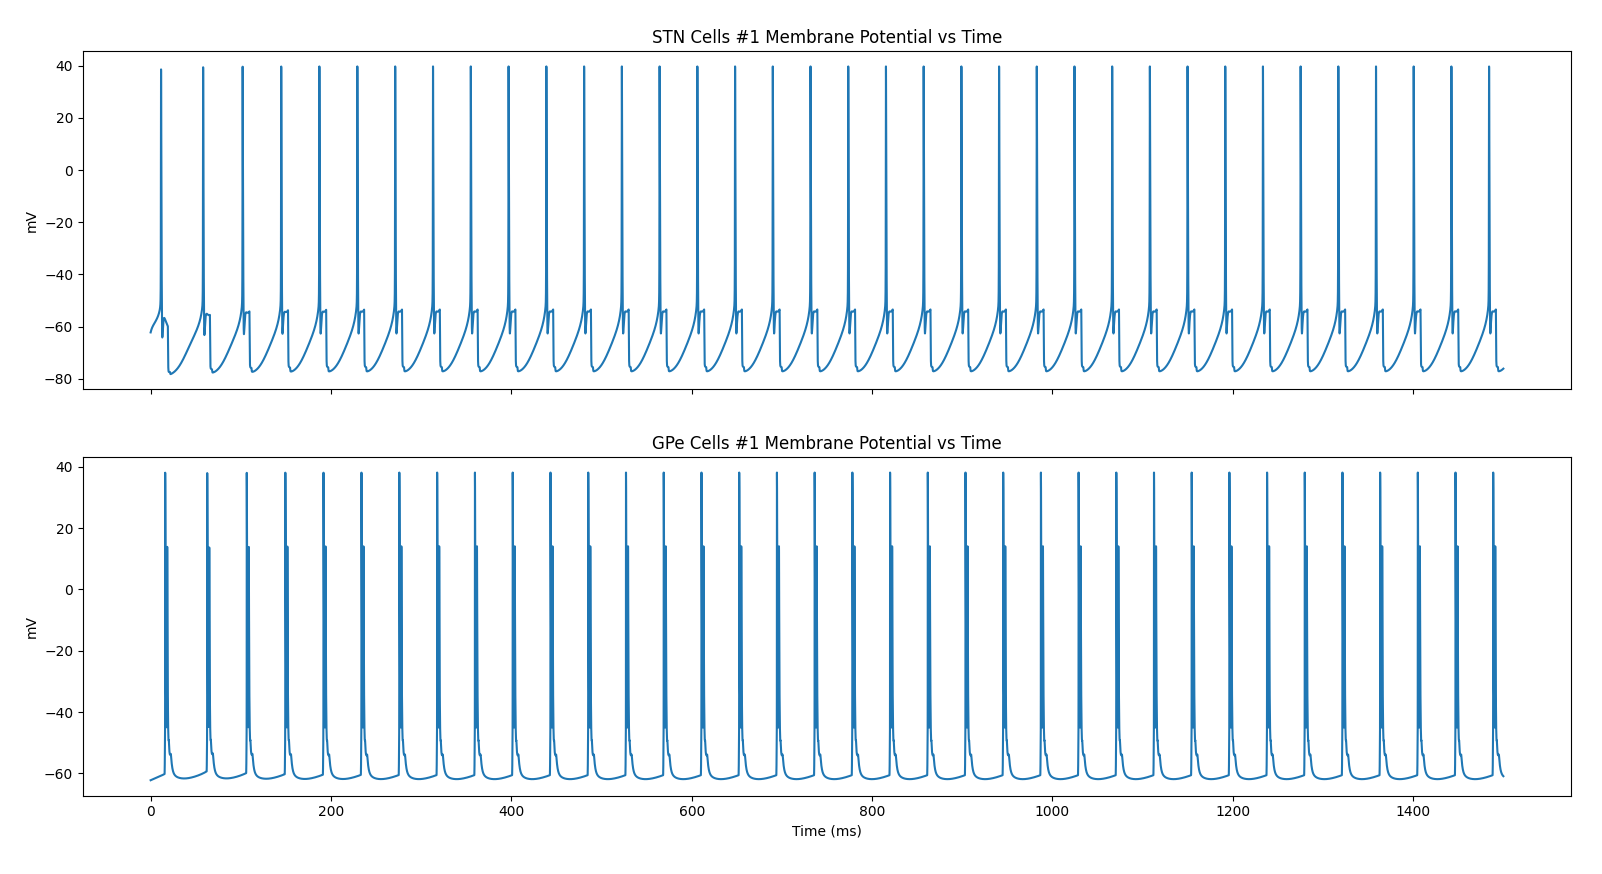 STN Cells #1 Membrane Potential vs Time
40
20
0
−20
−40
−60
−80
mV
GPe Cells #1 Membrane Potential vs Time
40
20
0
−20
−40
−60
mV
0 200 400 600 800 1000 1200 1400
Time (ms)